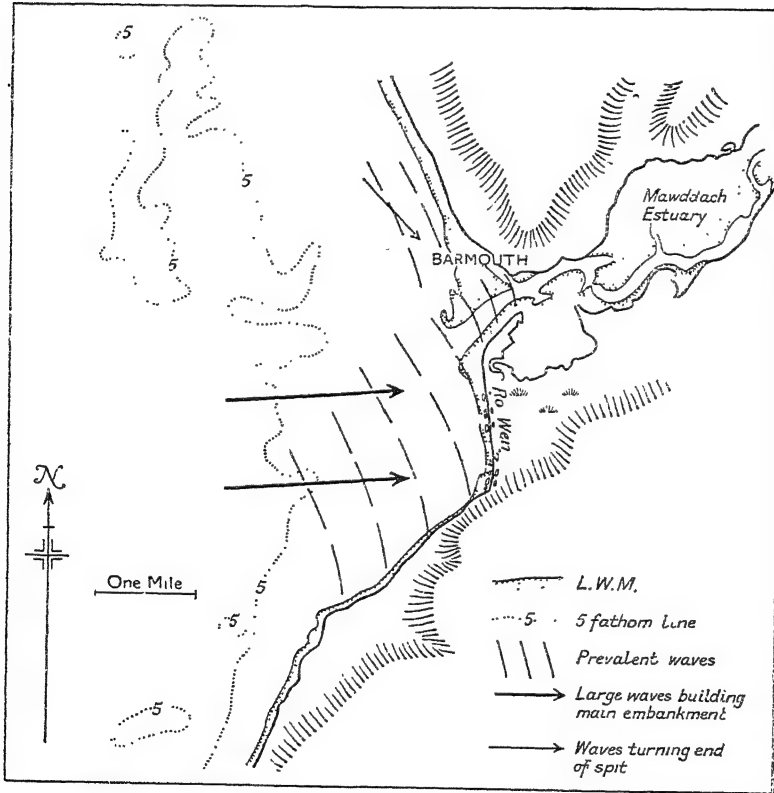 5
5
5
Mawddach
Estuary
BARMOUTH
Ro Wen
N
One Mile
5
5
5
L.W.M.
5
5 fathom line
Prevalent waves
Large waves building
main embankment
Waves turning end
of spit